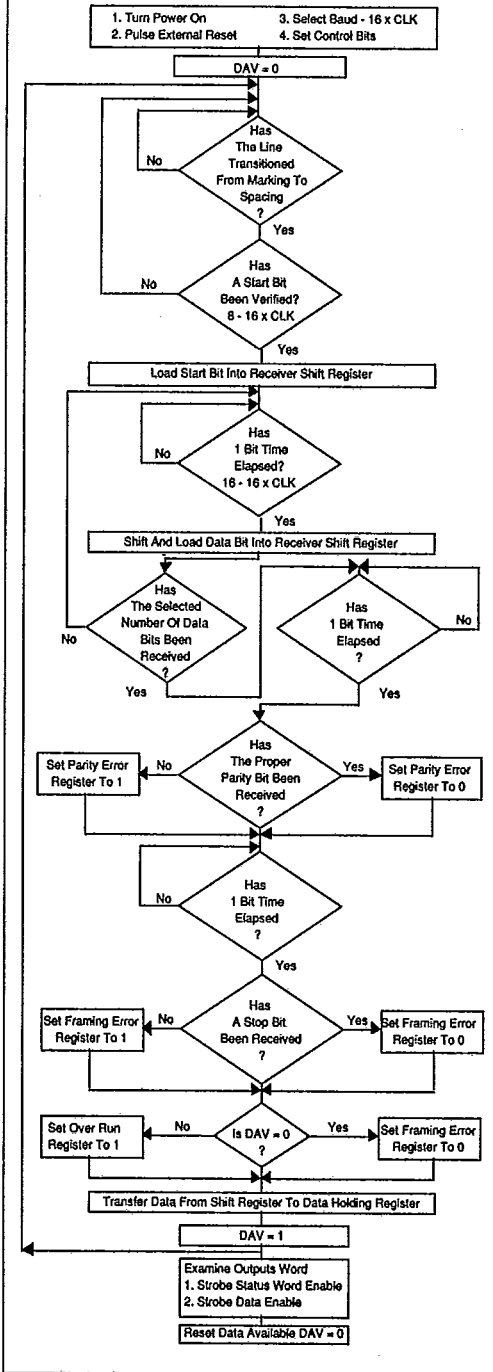 1. Turn Power On
2. Pulse External Reset
3. Select Baud - 16 x CLK
4. Set Control Bits
DAV = 0
Has
The Line
Transitioned
From Marking To
Spacing
?
No
Yes
Has
A Start Bit
Been Verified?
8 - 16 x CLK
No
Yes
Load Start Bit Into Receiver Shift Register
Has
1 Bit Time
Elapsed?
16 - 16 x CLK
No
Yes
Shift And Load Data Bit Into Receiver Shift Register
Has
The Selected
Number Of Data
Bits Been
Received
?
No
Yes
Has
1 Bit Time
Elapsed
?
No
Yes
Has
The Proper
Parity Bit Been
Received
?
No
Yes
Set Parity Error
Register To 1
Set Parity Error
Register To 0
Has
1 Bit Time
Elapsed
?
No
Yes
Has
A Stop Bit
Been Received
?
No
Yes
Set Framing Error
Register To 1
Set Framing Error
Register To 0
Is DAV = 0
?
No
Yes
Set Over Run
Register To 1
Set Framing Error
Register To 0
Transfer Data From Shift Register To Data Holding Register
DAV = 1
Examine Outputs Word
1. Strobe Status Word Enable
2. Strobe Data Enable
Reset Data Available DAV = 0